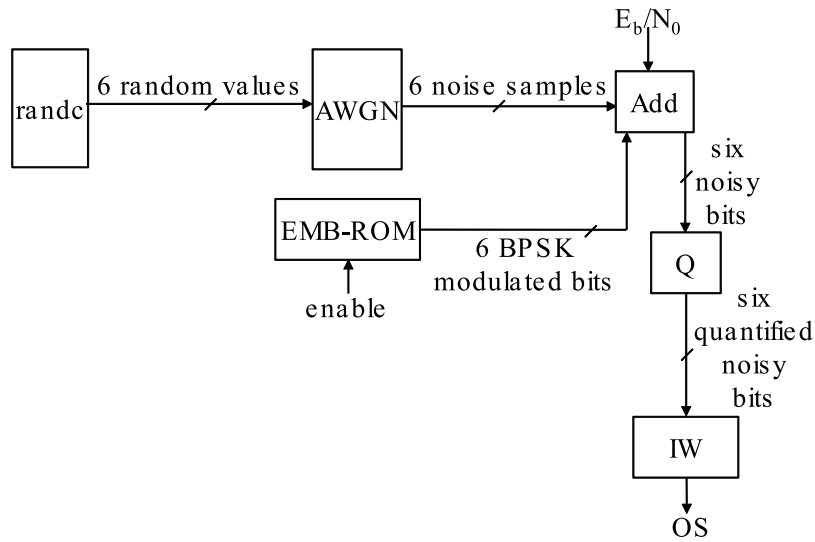 E_b/N_0
randc
6 random values
AWGN
6 noise samples
Add
six
noisy
bits
EMB-ROM
6 BPSK
modulated bits
enable
Q
six
quantified
noisy
bits
IW
OS